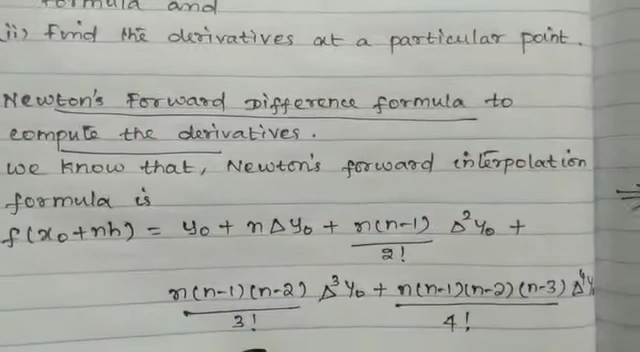 formula and
ii) Find the derivatives at a particular point.
Newton's Forward Difference formula to
compute the derivatives.
we know that, Newton's forward interpolation
formula is
f(x₀+nh) = y₀ + nΔy₀ + n(n-1)/2! Δ²y₀ +
n(n-1)(n-2)/3! Δ³y₀ + n(n-1)(n-2)(n-3)/4! Δ⁴y₀